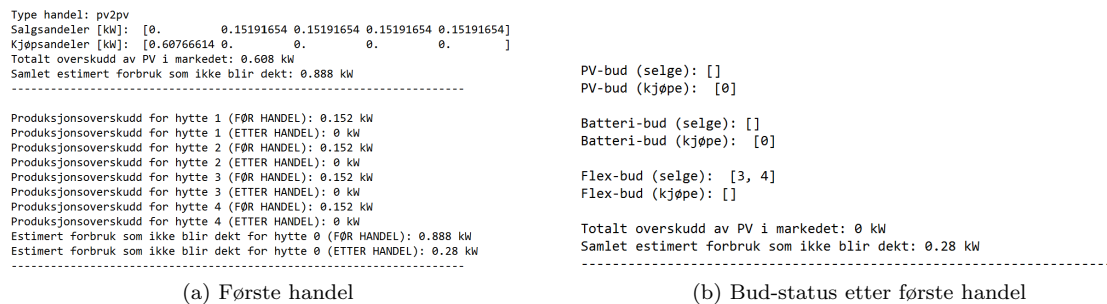 Type handel: pv2pv
Salgsandeler [kW]: [0. 0.15191654 0.15191654 0.15191654 0.15191654]
Kjøpsandeler [kW]: [0.60766614 0. 0. 0. 0. ]
Totalt overskudd av PV i markedet: 0.608 kW
Samlet estimert forbruk som ikke blir dekt: 0.888 kW
--------------------------------------------------------------------
Produksjonsoverskudd for hytte 1 (FØR HANDEL): 0.152 kW
Produksjonsoverskudd for hytte 1 (ETTER HANDEL): 0 kW
Produksjonsoverskudd for hytte 2 (FØR HANDEL): 0.152 kW
Produksjonsoverskudd for hytte 2 (ETTER HANDEL): 0 kW
Produksjonsoverskudd for hytte 3 (FØR HANDEL): 0.152 kW
Produksjonsoverskudd for hytte 3 (ETTER HANDEL): 0 kW
Produksjonsoverskudd for hytte 4 (FØR HANDEL): 0.152 kW
Produksjonsoverskudd for hytte 4 (ETTER HANDEL): 0 kW
Estimert forbruk som ikke blir dekt for hytte 0 (FØR HANDEL): 0.888 kW
Estimert forbruk som ikke blir dekt for hytte 0 (ETTER HANDEL): 0.28 kW
--------------------------------------------------------------------
(a) Første handel
PV-bud (selge): []
PV-bud (kjøpe): [0]
Batteri-bud (selge): []
Batteri-bud (kjøpe): [0]
Flex-bud (selge): [3, 4]
Flex-bud (kjøpe): []
Totalt overskudd av PV i markedet: 0 kW
Samlet estimert forbruk som ikke blir dekt: 0.28 kW
--------------------------------------------------------------------
(b) Bud-status etter første handel